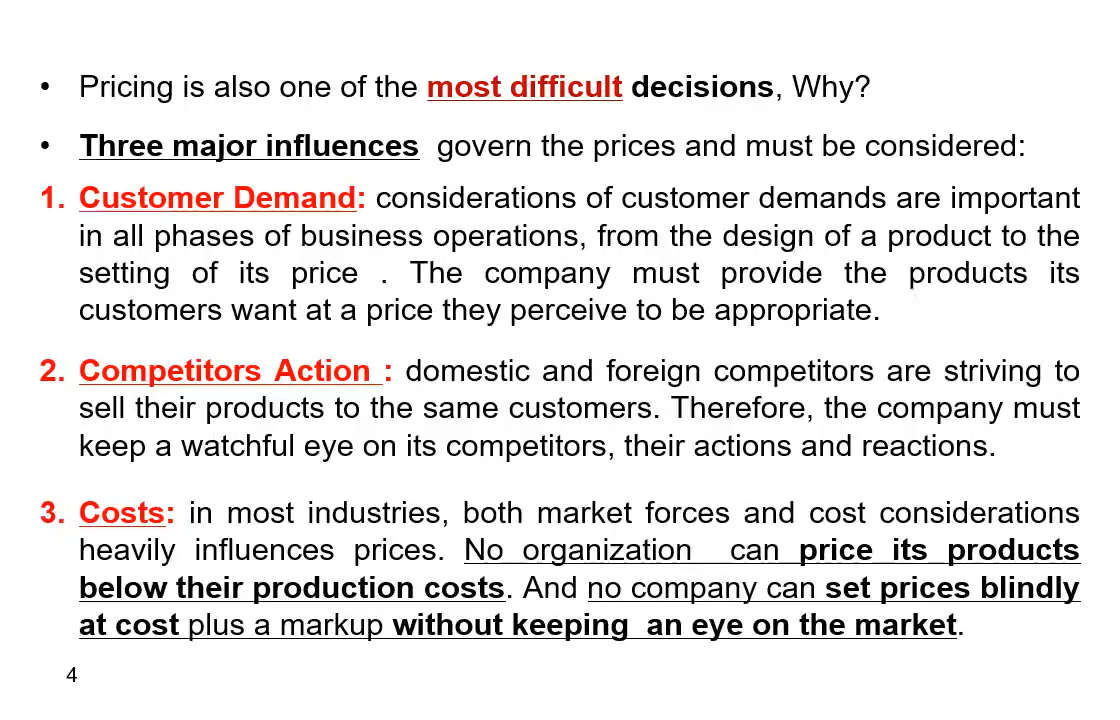 • Pricing is also one of the most difficult decisions, Why?
• Three major influences govern the prices and must be considered:
1. Customer Demand: considerations of customer demands are important
in all phases of business operations, from the design of a product to the
setting of its price . The company must provide the products its
customers want at a price they perceive to be appropriate.
2. Competitors Action : domestic and foreign competitors are striving to
sell their products to the same customers. Therefore, the company must
keep a watchful eye on its competitors, their actions and reactions.
3. Costs: in most industries, both market forces and cost considerations
heavily influences prices. No organization can price its products
below their production costs. And no company can set prices blindly
at cost plus a markup without keeping an eye on the market.
4